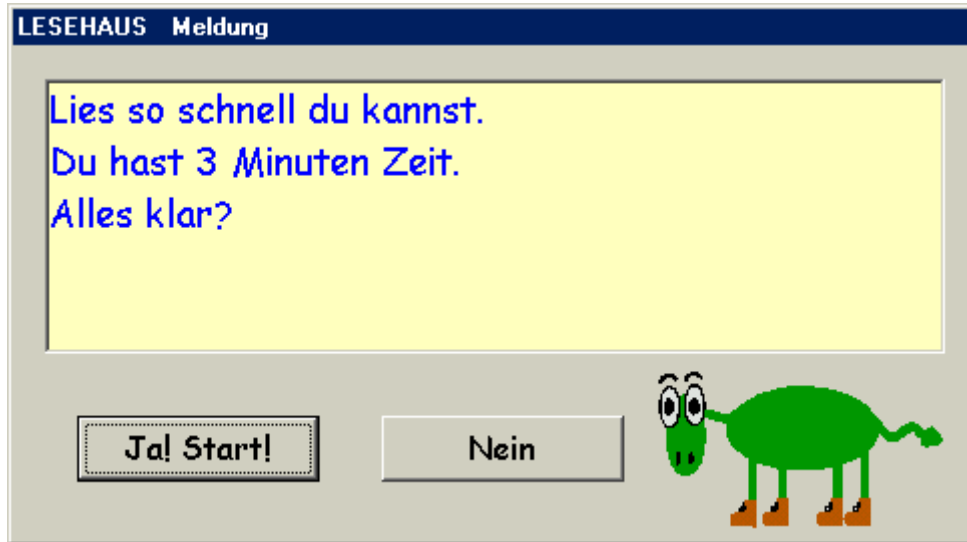 LESEHAUS Meldung
Lies so schnell du kannst.
Du hast 3 Minuten Zeit.
Alles klar?
Ja! Start!
Nein